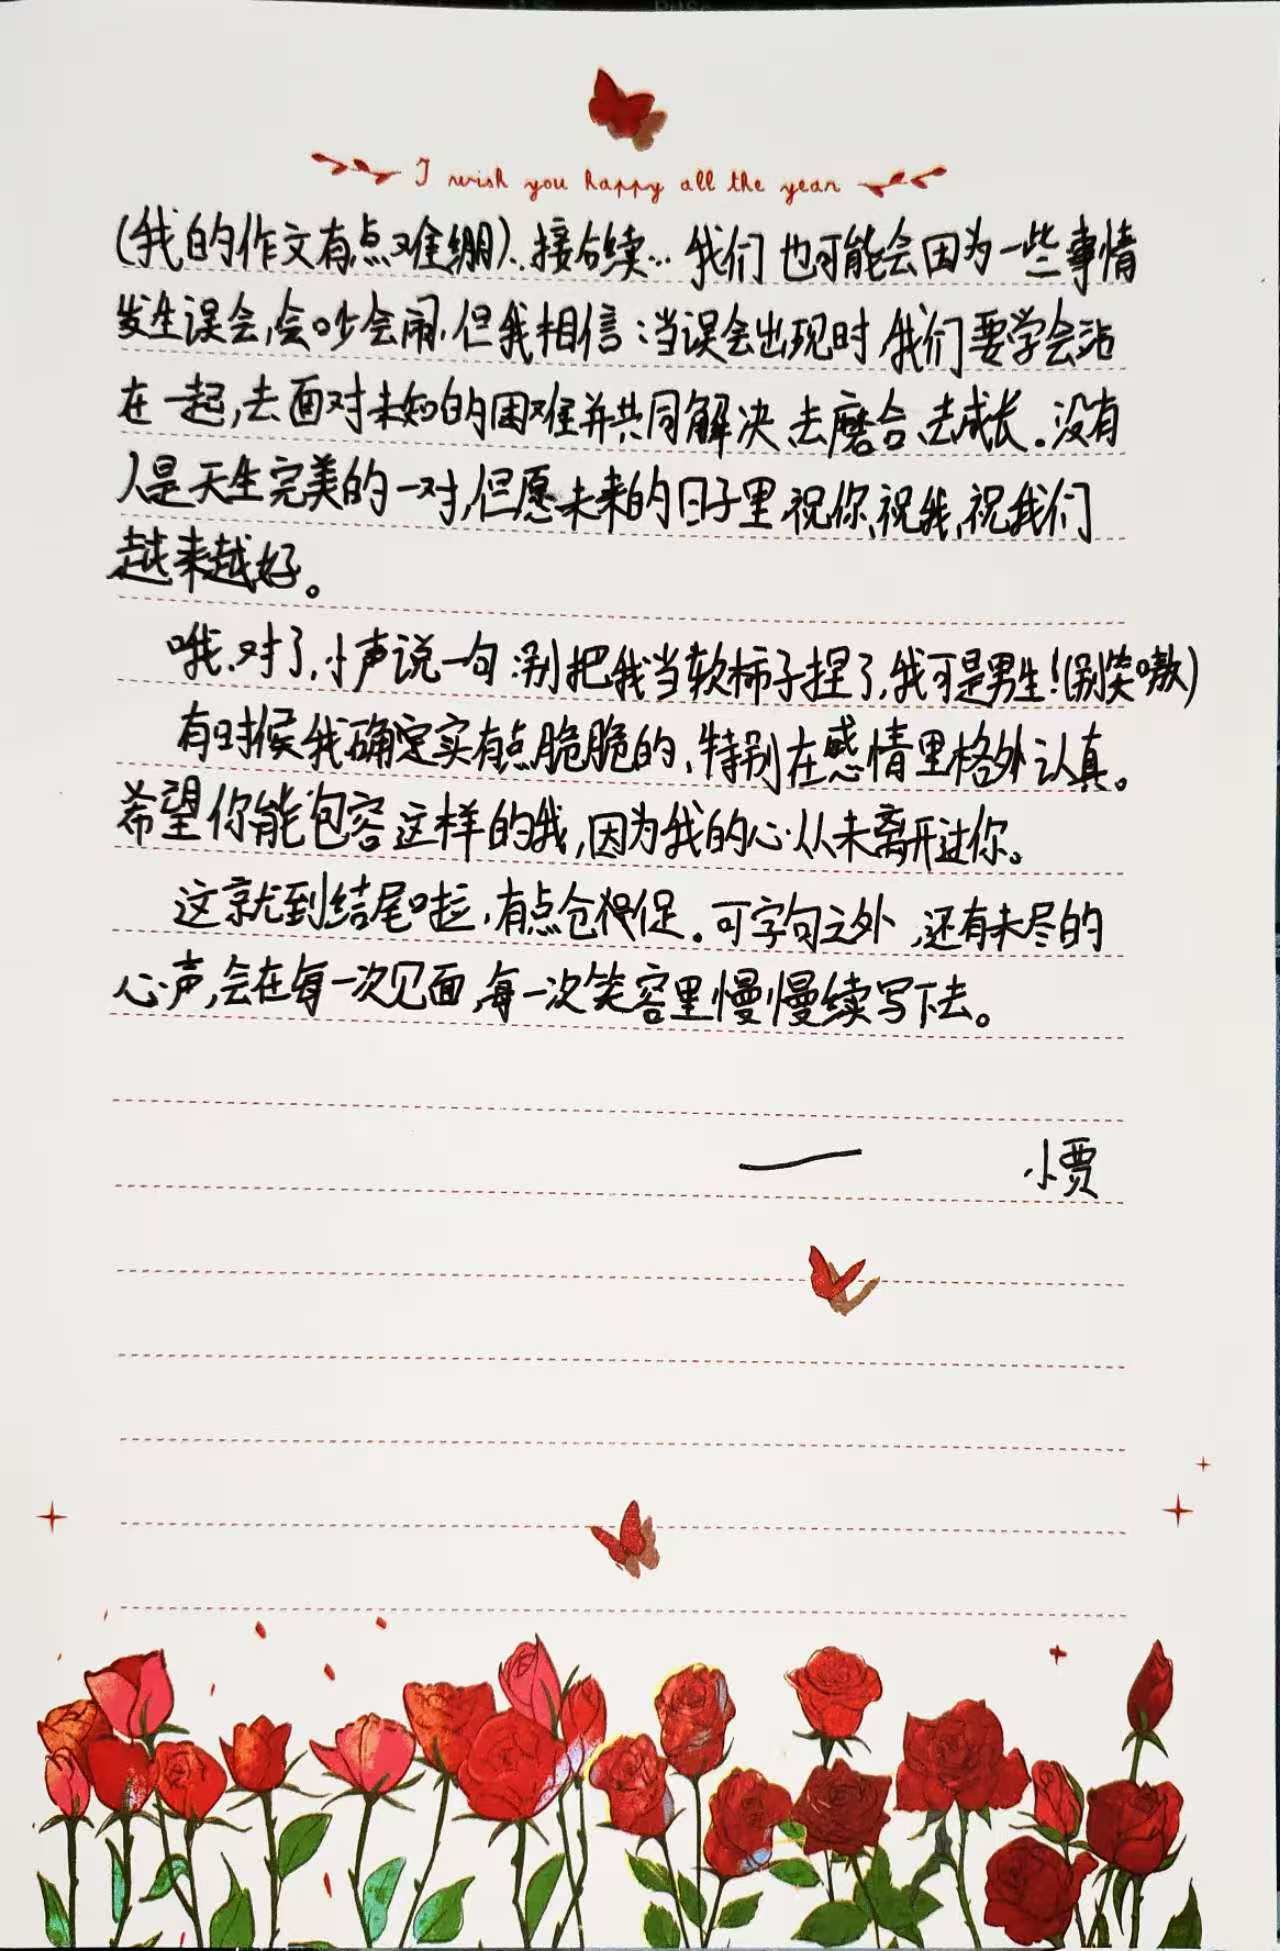 I wish you happy all the year
(我的作文有点难绷)..接右续...我们也可能会因为一些事情
发生误会,会吵会闹,但我相信:当误会出现时,我们要学会站
在一起,去面对未知的困难并共同解决、去磨合、去成长。没有
人是天生完美的一对,但愿未来的日子里,祝你,祝我,祝我们
越来越好。
哦,对了,小声说一句:别把我当软柿子捏了,我可是男生!(别笑嗷)
有时候我确定实有点脆脆的,特别在感情里格外认真。
希望你能包容这样的我,因为我的心从未离开过你。
这就到结尾啦,有点仓促。可字句之外,还有未尽的
心声,会在每一次见面,每一次笑容里慢慢续写下去。
—— 小贾